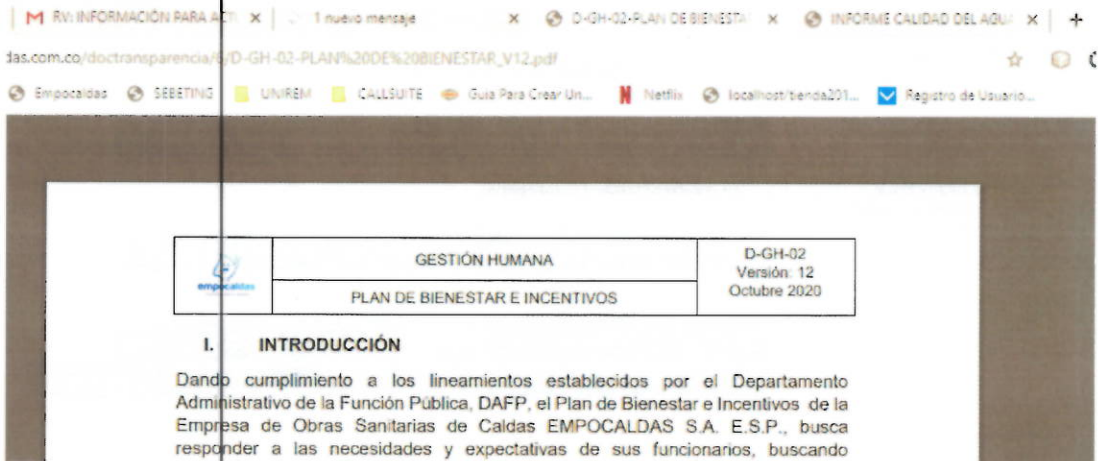 RV: INFORMACIÓN PARA ACT
1 nuevo mensaje
D-GH-02-PLAN DE BIENESTA
INFORME CALIDAD DEL AGUA
das.com.co/doctransparencia/6/D-GH-02-PLAN%20DE%20BIENESTAR_V12.pdf
Empocaldas SEBETING UNIREM CALLSUITE Guia Para Crear Un... Netflix localhost/tienda201... Registro de Usuario...
empocaldas
GESTIÓN HUMANA
PLAN DE BIENESTAR E INCENTIVOS
D-GH-02
Versión: 12
Octubre 2020
I. INTRODUCCIÓN
Dando cumplimiento a los lineamientos establecidos por el Departamento
Administrativo de la Función Pública, DAFP, el Plan de Bienestar e Incentivos de la
Empresa de Obras Sanitarias de Caldas EMPOCALDAS S.A. E.S.P., busca
responder a las necesidades y expectativas de sus funcionarios, buscando